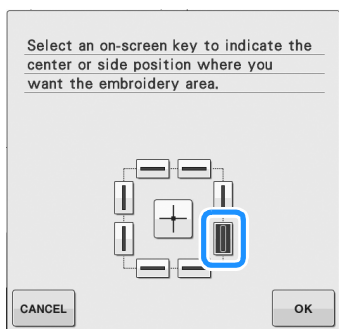 Select an on-screen key to indicate the
center or side position where you
want the embroidery area.
CANCEL
OK